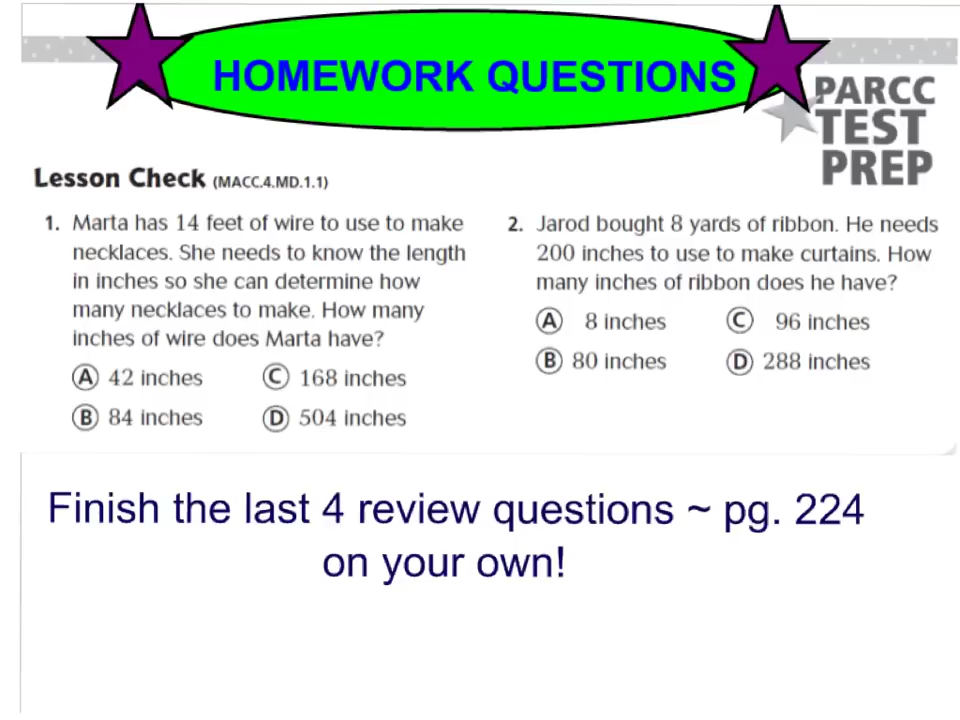 HOMEWORK QUESTIONS
PARCC
TEST
PREP
Lesson Check (MACC.4.MD.1.1)
1. Marta has 14 feet of wire to use to make
necklaces. She needs to know the length
in inches so she can determine how
many necklaces to make. How many
inches of wire does Marta have?
A 42 inches
C 168 inches
B 84 inches
D 504 inches
2. Jarod bought 8 yards of ribbon. He needs
200 inches to use to make curtains. How
many inches of ribbon does he have?
A 8 inches
C 96 inches
B 80 inches
D 288 inches
Finish the last 4 review questions ~ pg. 224
on your own!